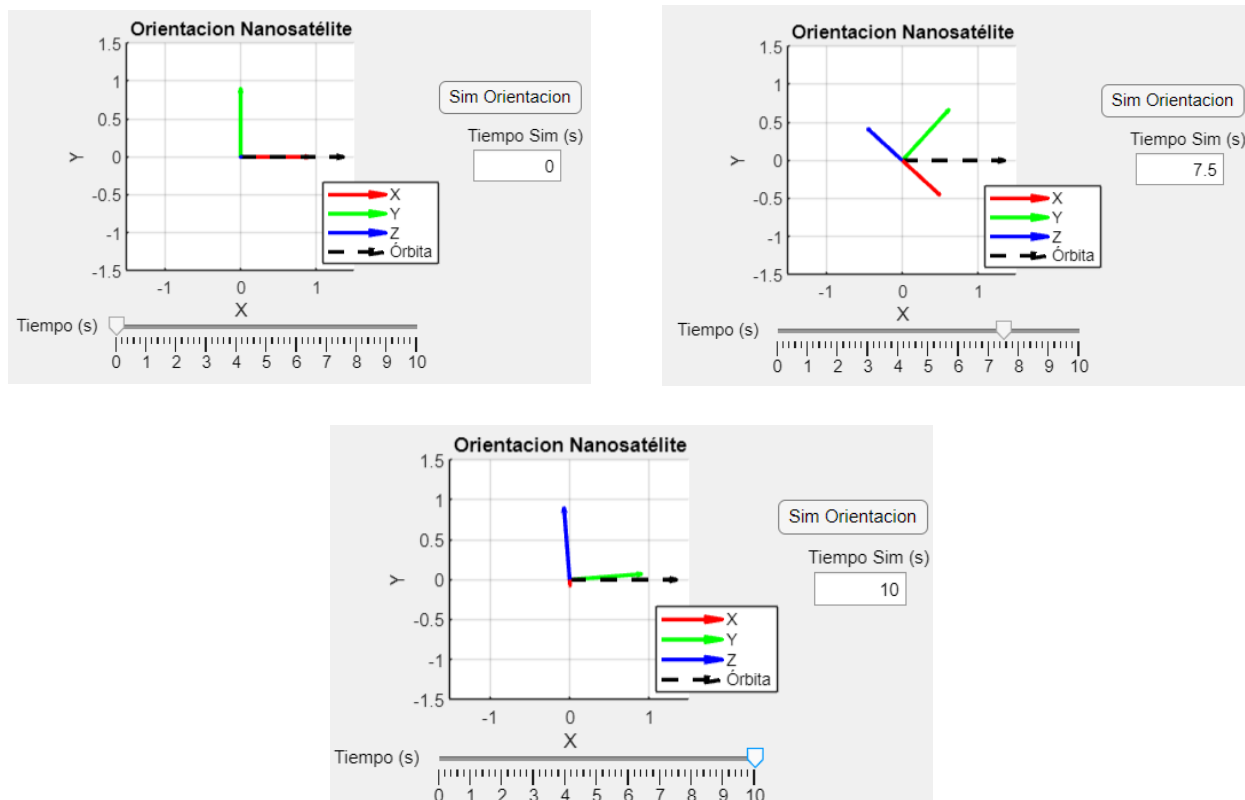 Orientacion Nanosatélite
1.5
1
0.5
0
-0.5
-1
-1.5
Y
-1 0 1
X
Sim Orientacion
Tiempo Sim (s)
0
X
Y
Z
Órbita
Tiempo (s)
0 1 2 3 4 5 6 7 8 9 10
Orientacion Nanosatélite
1.5
1
0.5
0
-0.5
-1
-1.5
Y
-1 0 1
X
Sim Orientacion
Tiempo Sim (s)
7.5
X
Y
Z
Órbita
Tiempo (s)
0 1 2 3 4 5 6 7 8 9 10
Orientacion Nanosatélite
1.5
1
0.5
0
-0.5
-1
-1.5
Y
-1 0 1
X
Sim Orientacion
Tiempo Sim (s)
10
X
Y
Z
Órbita
Tiempo (s)
0 1 2 3 4 5 6 7 8 9 10